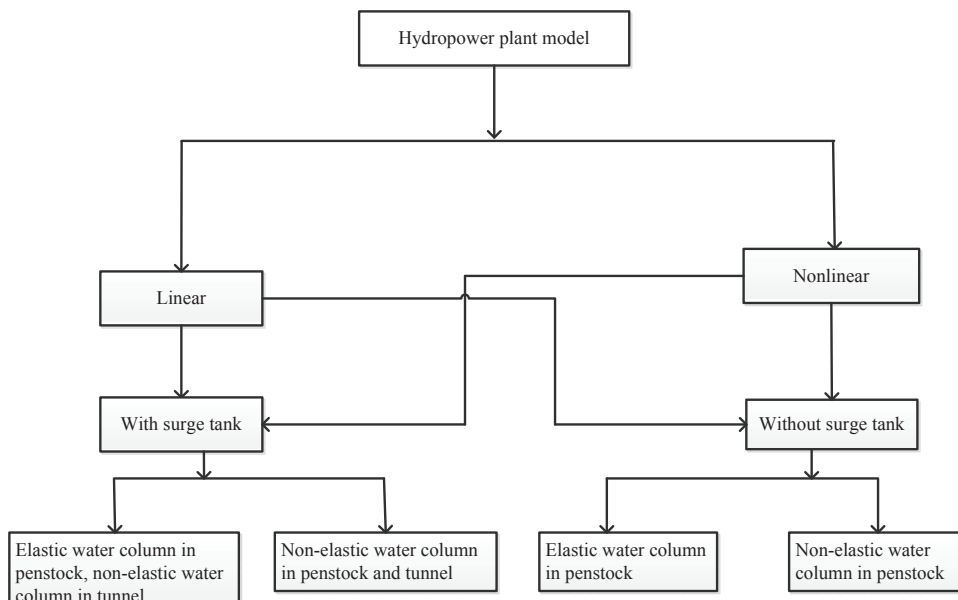 Hydropower plant model
Linear
Nonlinear
With surge tank
Without surge tank
Elastic water column in
penstock, non-elastic water
column in tunnel
Non-elastic water column
in penstock and tunnel
Elastic water column
in penstock
Non-elastic water
column in penstock